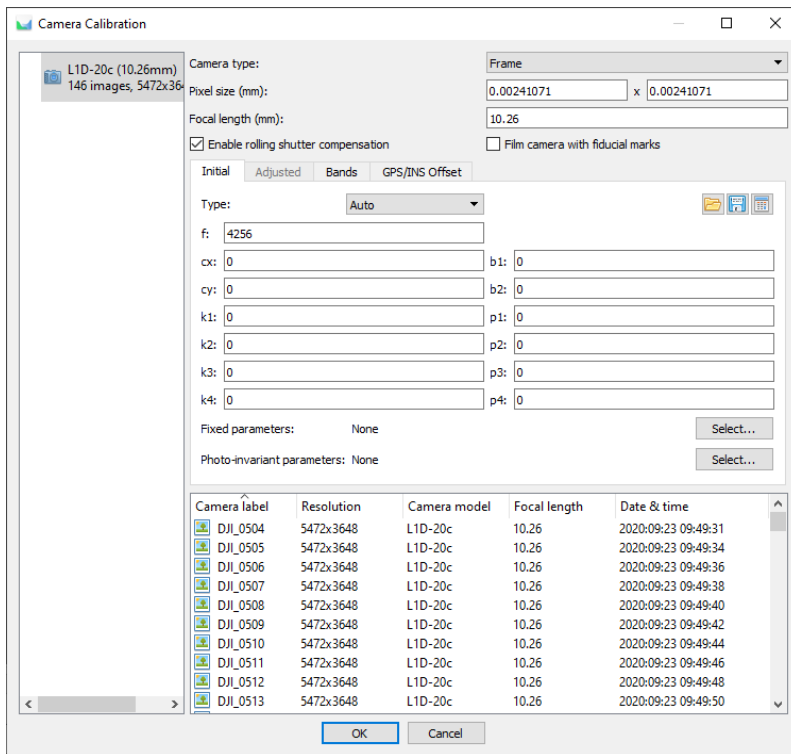 Camera Calibration
L1D-20c (10.26mm)
146 images, 5472x364
Camera type: Frame
Pixel size (mm): 0.00241071 x 0.00241071
Focal length (mm): 10.26
Enable rolling shutter compensation Film camera with fiducial marks
Initial Adjusted Bands GPS/INS Offset
Type: Auto
f: 4256
cx: 0 b1: 0
cy: 0 b2: 0
k1: 0 p1: 0
k2: 0 p2: 0
k3: 0 p3: 0
k4: 0 p4: 0
Fixed parameters: None Select...
Photo-invariant parameters: None Select...
Camera label Resolution Camera model Focal length Date & time
DJI_0504 5472x3648 L1D-20c 10.26 2020:09:23 09:49:31
DJI_0505 5472x3648 L1D-20c 10.26 2020:09:23 09:49:34
DJI_0506 5472x3648 L1D-20c 10.26 2020:09:23 09:49:36
DJI_0507 5472x3648 L1D-20c 10.26 2020:09:23 09:49:38
DJI_0508 5472x3648 L1D-20c 10.26 2020:09:23 09:49:40
DJI_0509 5472x3648 L1D-20c 10.26 2020:09:23 09:49:42
DJI_0510 5472x3648 L1D-20c 10.26 2020:09:23 09:49:44
DJI_0511 5472x3648 L1D-20c 10.26 2020:09:23 09:49:46
DJI_0512 5472x3648 L1D-20c 10.26 2020:09:23 09:49:48
DJI_0513 5472x3648 L1D-20c 10.26 2020:09:23 09:49:50
OK Cancel